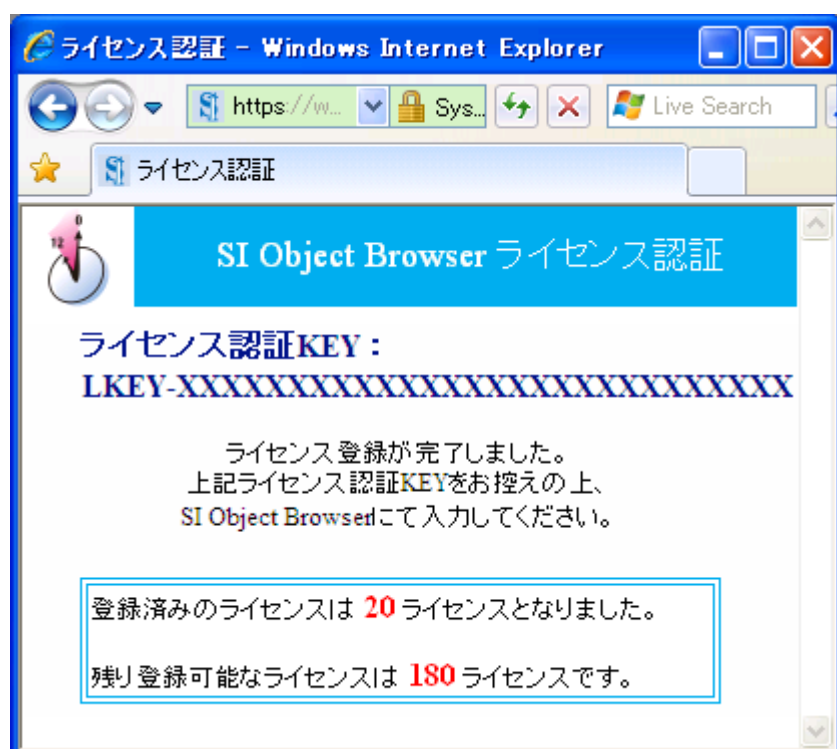 ライセンス認証 - Windows Internet Explorer
https://w... Sys... Live Search
ライセンス認証
0
12
SI Object Browser ライセンス認証
ライセンス認証KEY：
LKEY-XXXXXXXXXXXXXXXXXXXXXXXXXXXX
ライセンス登録が完了しました。
上記ライセンス認証KEYをお控えの上、
SI Object Browserにて入力してください。
登録済みのライセンスは 20 ライセンスとなりました。
残り登録可能なライセンスは 180 ライセンスです。